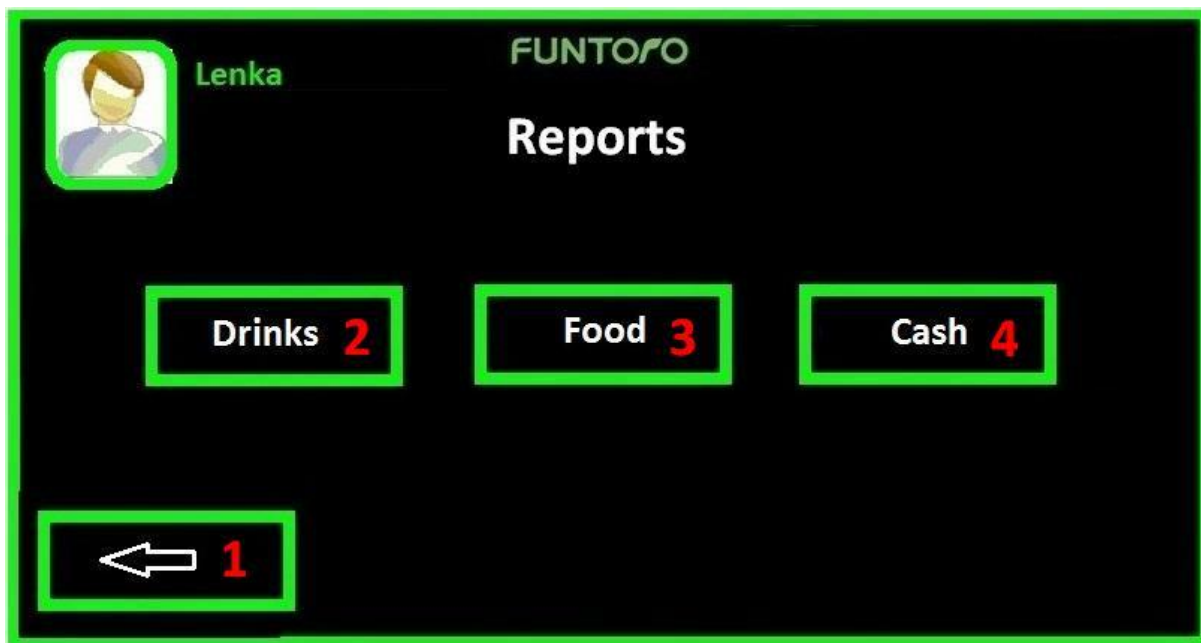 Lenka
FUNTORO
Reports
Drinks 2
Food 3
Cash 4
1